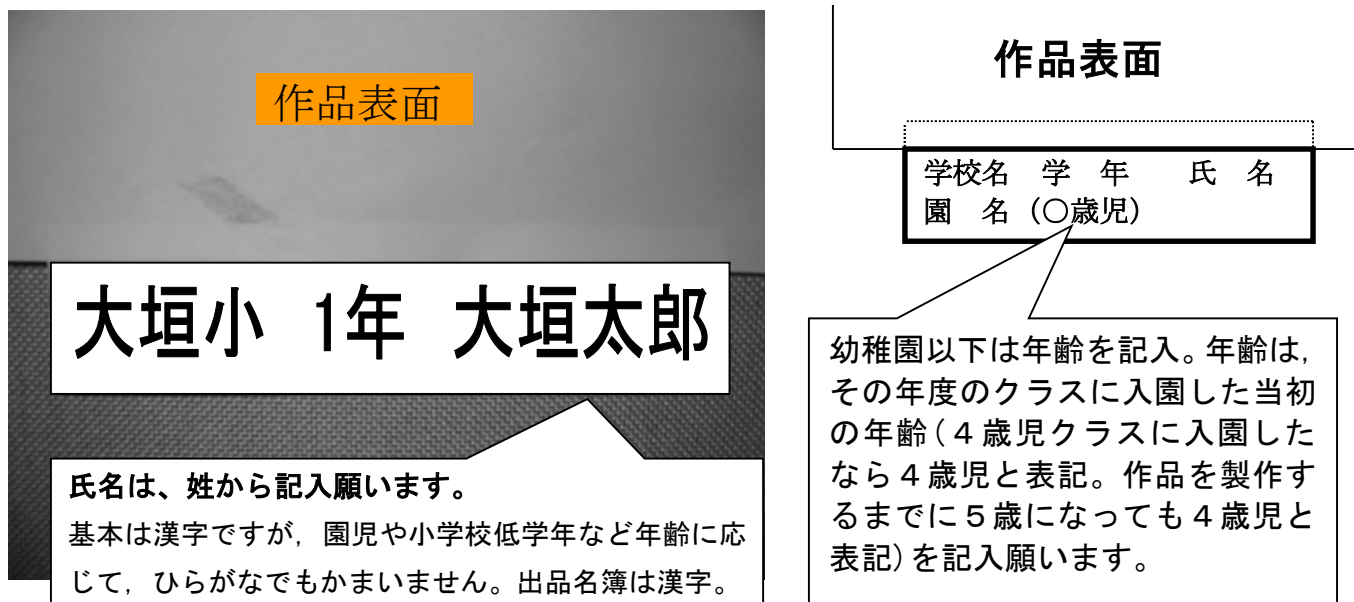 作品表面
大垣小 1年 大垣太郎
氏名は、姓から記入願います。
基本は漢字ですが，園児や小学校低学年など年齢に応
じて，ひらがなでもかまいません。出品名簿は漢字。
作品表面
学校名 学 年 氏 名
園 名（○歳児）
幼稚園以下は年齢を記入。年齢は，
その年度のクラスに入園した当初
の年齢（４歳児クラスに入園した
なら４歳児と表記。作品を製作す
るまでに５歳になっても４歳児と
表記）を記入願います。